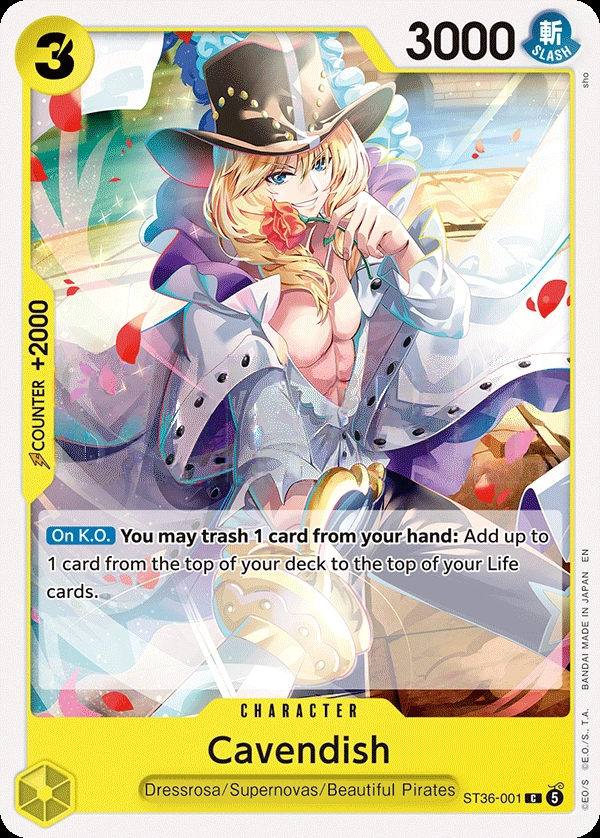 3
3000
斬
SLASH
sho
COUNTER +2000
On K.O. You may trash 1 card from your hand: Add up to
1 card from the top of your deck to the top of your Life
cards.
©E/S ©E.O./S., T.A. BANDAI MADE IN JAPAN EN
CHARACTER
Cavendish
Dressrosa/Supernovas/Beautiful Pirates
ST36-001 C 5